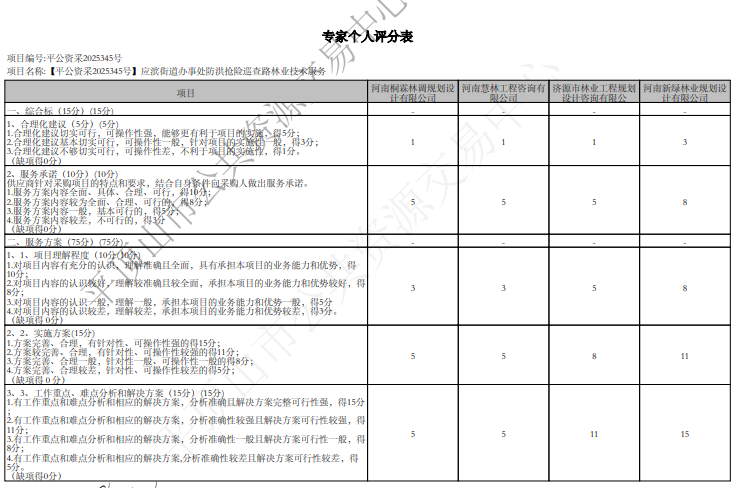 专家个人评分表
项目编号:平公资采2025345号
项目名称:【平公资采2025345号】应滨街道办事处防洪抢险巡查路林业技术服务
项目 河南桐森林调规划设计有限公司 河南慧林工程咨询有限公司 济源市林业工程规划设计咨询有限公 河南新绿林业规划设计有限公司
一、综合标（15分）(15分) - - - -
1、合理化建议（5分）(5分)
1.合理化建议切实可行，可操作性强，能够更有利于项目的实施，得5分；
2.合理化建议基本切实可行，可操作性一般，针对项目的实施性一般，得3分；
3.合理化建议不够切实可行，可操作性差，不利于项目的实施性，得1分。
（缺项得0分）
1 1 1 3
2、服务承诺（10分）(10分)
供应商针对采购项目的特点和要求，结合自身条件向采购人做出服务承诺。
1.服务方案内容全面、具体、合理、可行，得10分；
2.服务方案内容较为全面、合理、可行的，得8分；
3.服务方案内容一般，基本可行的，得5分；
4.服务方案内容较差，不可行的，得3分
（缺项得0分）
5 5 5 8
二、服务方案（75分）(75分) - - - -
1、1、项目理解程度（10分）(10分)
1.对项目内容有充分的认识，理解准确且全面，具有承担本项目的业务能力和优势，得
10分；
2.对项目内容的认识较好，理解较准确且较全面，承担本项目的业务能力和优势较好，得
8分；
3.对项目内容的认识一般，理解一般，承担本项目的业务能力和优势一般，得5分
4.对项目内容的认识较差，理解较差，承担本项目的业务能力和优势较差，得3分。
（缺项得0分）
3 3 5 8
2、2、实施方案(15分)
1.方案完善、合理，有针对性、可操作性强的得15分；
2.方案较完善、合理，有针对性、可操作性较强的得11分；
3.方案完善、合理一般，针对性一般、可操作性一般的得8分；
4.方案完善、合理较差，针对性、可操作性较差的得5分；
（缺项得 0 分）
5 5 8 11
3、3、工作重点、难点分析和解决方案（15分）(15分)
1.有工作重点和难点分析和相应的解决方案，分析准确且解决方案完整可行性强，得15分
；
2.有工作重点和难点分析和相应的解决方案，分析准确性较强且解决方案可行性较强，得
11分；
3.有工作重点和难点分析和相应的解决方案，分析准确性一般且解决方案可行性一般，得
8分；
4.有工作重点和难点分析和相应的解决方案,分析准确性较差且解决方案可行性较差，得
5分。
（缺项得0分）
5 5 11 15
平顶山市公共资源交易中心
平顶山市公共资源交易中心